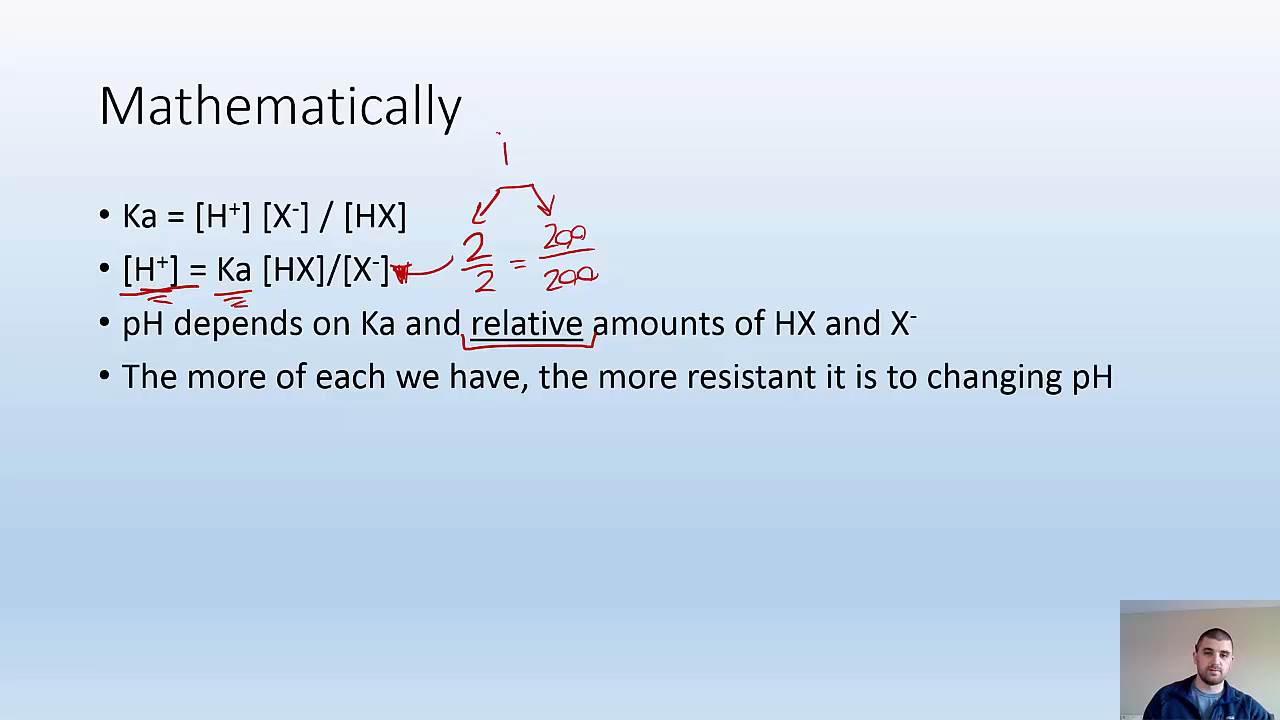 Mathematically
1
• Ka = [H⁺] [X⁻] / [HX]
• [H⁺] = Ka [HX]/[X⁻]
2/2 = 200/200
• pH depends on Ka and relative amounts of HX and X⁻
• The more of each we have, the more resistant it is to changing pH